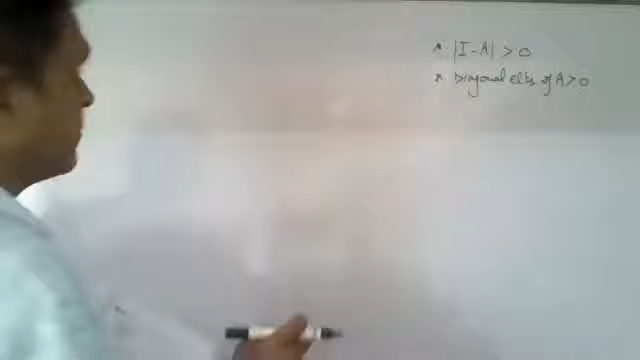 * |I - A| > 0
* Diagonal elts of A > 0